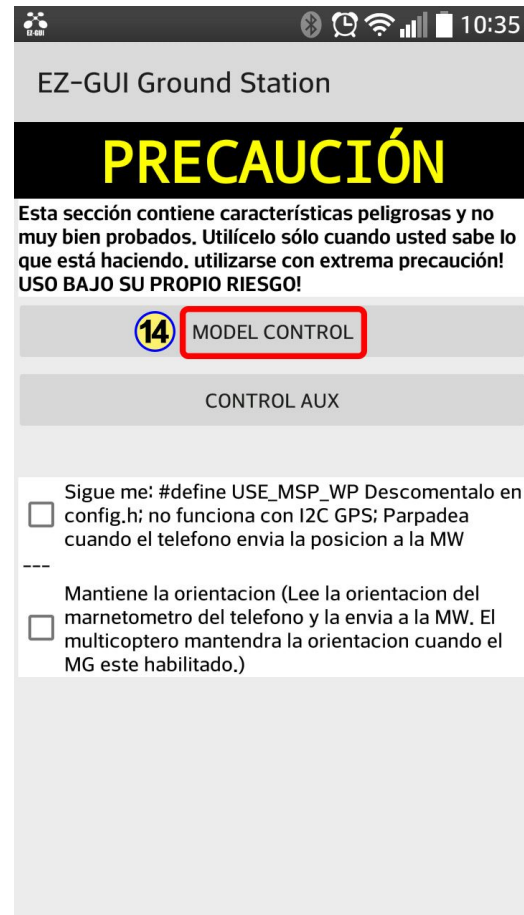 EZ-GUI
10:35
EZ-GUI Ground Station
PRECAUCIÓN
Esta sección contiene características peligrosas y no
muy bien probados. Utilícelo sólo cuando usted sabe lo
que está haciendo. utilizarse con extrema precaución!
USO BAJO SU PROPIO RIESGO!
14 MODEL CONTROL
CONTROL AUX
Sigue me: #define USE_MSP_WP Descomentalo en
config.h; no funciona con I2C GPS; Parpadea
cuando el telefono envia la posicion a la MW
---
Mantiene la orientacion (Lee la orientacion del
marnetometro del telefono y la envia a la MW. El
multicoptero mantendra la orientacion cuando el
MG este habilitado.)